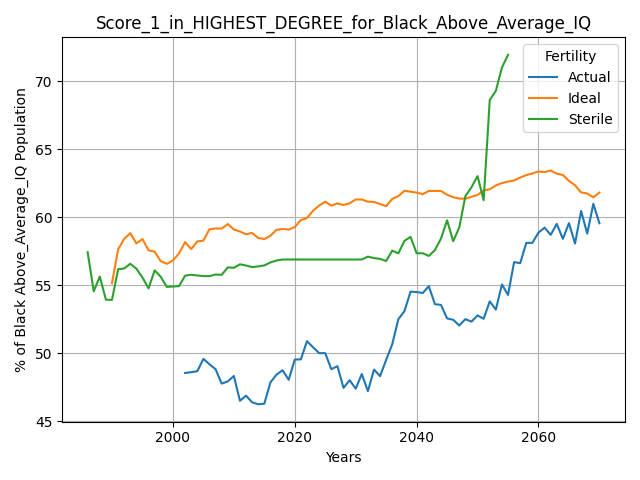 Score_1_in_HIGHEST_DEGREE_for_Black_Above_Average_IQ
% of Black Above_Average_IQ Population
70
65
60
55
50
45
Fertility
Actual
Ideal
Sterile
2000
2020
2040
2060
Years